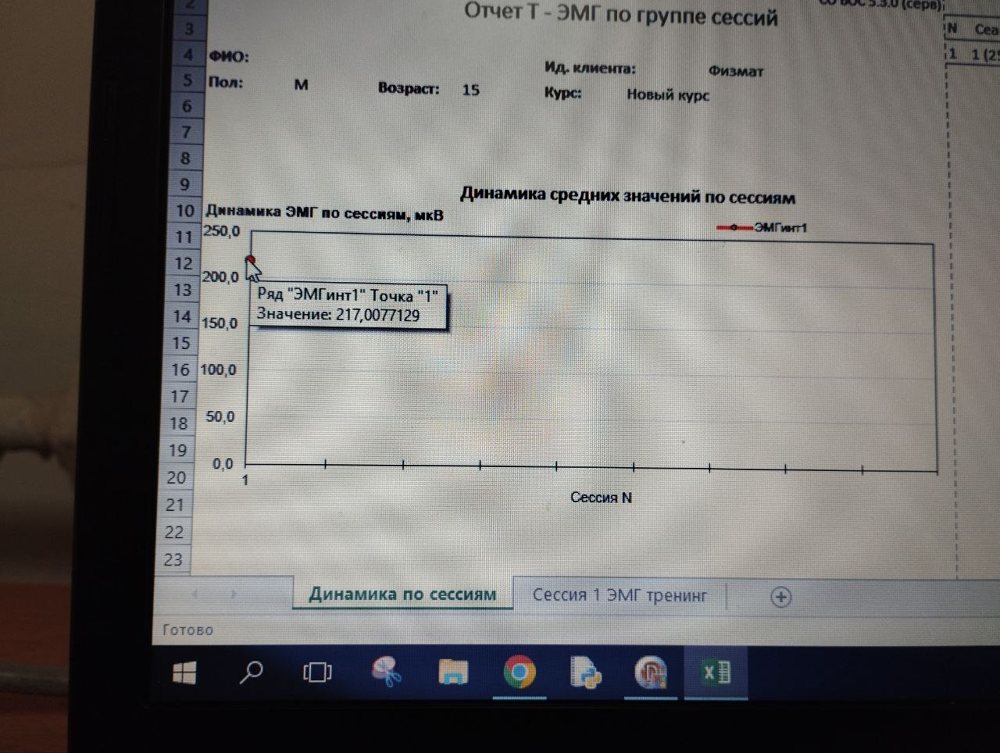 2
СО БОС 5.3.0 (серв)
Отчет Т - ЭМГ по группе сессий
3
N Сеа
4 ФИО:
Ид. клиента: Физмат
1 1 (25
5 Пол: М Возраст: 15 Курс: Новый курс
6
7
8
9
Динамика средних значений по сессиям
10 Динамика ЭМГ по сессиям, мкВ
ЭМГинт1
11 250,0
12
200,0
13 Ряд "ЭМГинт1" Точка "1"
14 Значение: 217,0077129
150,0
15
16 100,0
17
50,0
18
19
0,0
20 1
Сессия N
21
22
23
Динамика по сессиям Сессия 1 ЭМГ тренинг
Готово